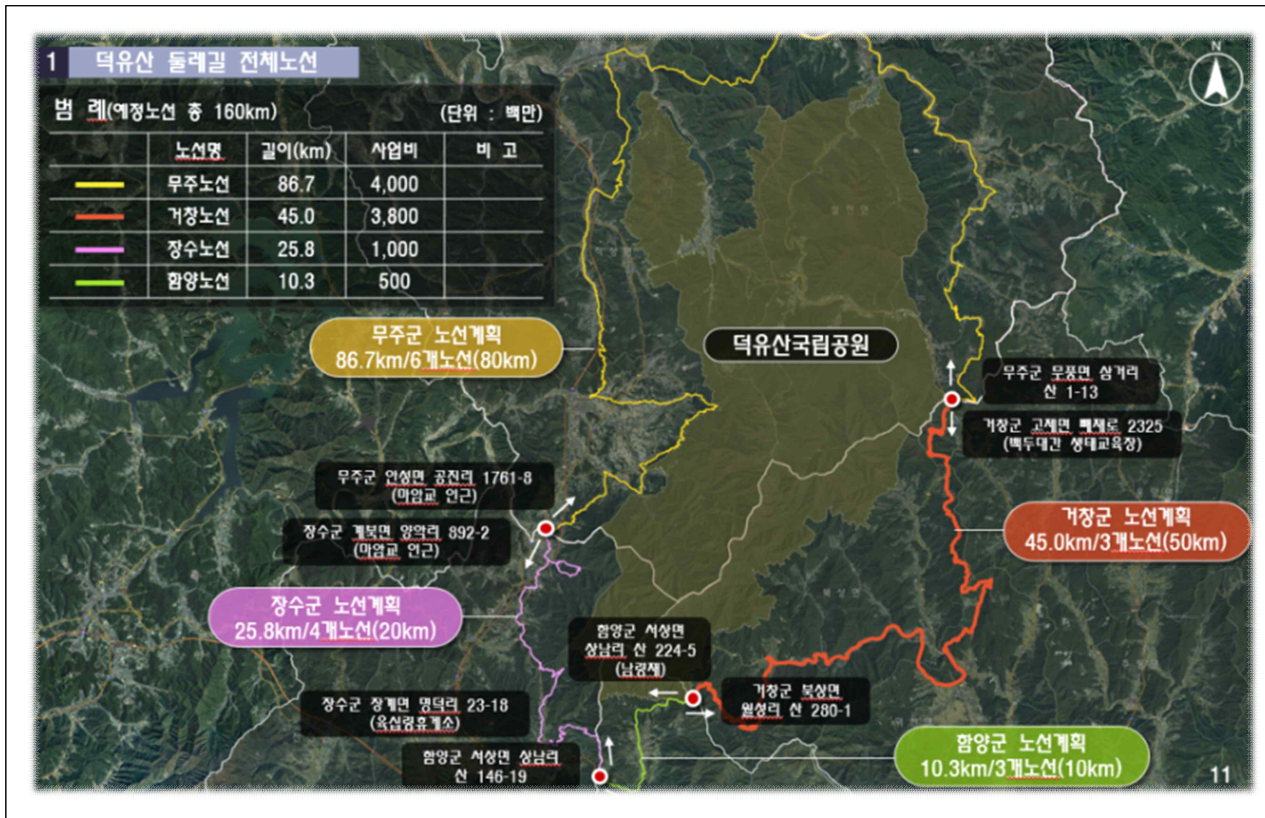 1 덕유산 둘레길 전체노선
N
범 례(예정노선 총 160km) (단위 : 백만)
노선명 길이(km) 사업비 비 고
무주노선 86.7 4,000
거창노선 45.0 3,800
장수노선 25.8 1,000
함양노선 10.3 500
무주군 노선계획
86.7km/6개노선(80km)
덕유산국립공원
무주군 무풍면 삼거리
산 1-13
거창군 고제면 빼재로 2325
(백두대간 생태교육장)
무주군 안성면 공진리 1761-8
(마암교 인근)
장수군 계북면 양악리 892-2
(마암교 인근)
거창군 노선계획
45.0km/3개노선(50km)
장수군 노선계획
25.8km/4개노선(20km)
북상면
함양군 서상면
상남리 산 224-5
(남령재)
거창군 북상면
월성리 산 280-1
장수군 장계면 명덕리 23-18
(육십령휴게소)
함양군 서상면 상남리
산 146-19
함양군 노선계획
10.3km/3개노선(10km)
11